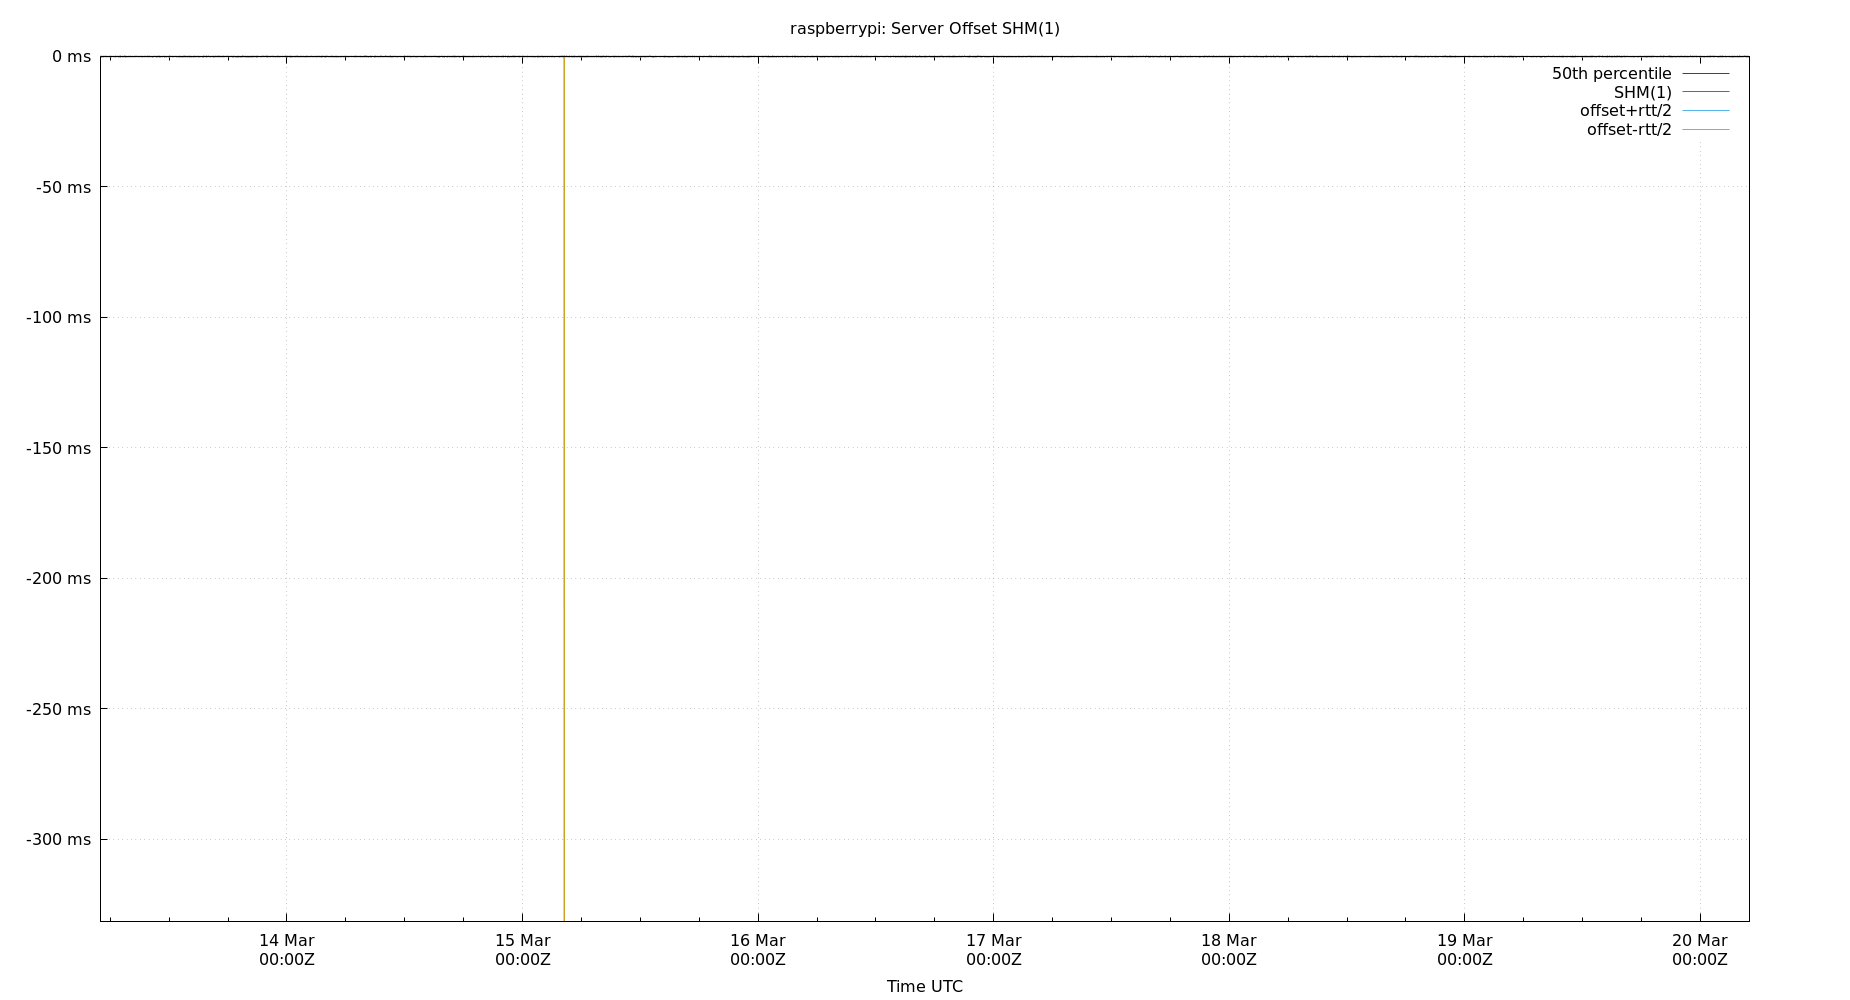 raspberrypi: Server Offset SHM(1)
0 ms
50th percentile
SHM(1)
offset+rtt/2
offset-rtt/2
-50 ms
-100 ms
-150 ms
-200 ms
-250 ms
-300 ms
14 Mar 15 Mar 16 Mar 17 Mar 18 Mar 19 Mar 20 Mar
00:00Z 00:00Z 00:00Z 00:00Z 00:00Z 00:00Z 00:00Z
Time UTC